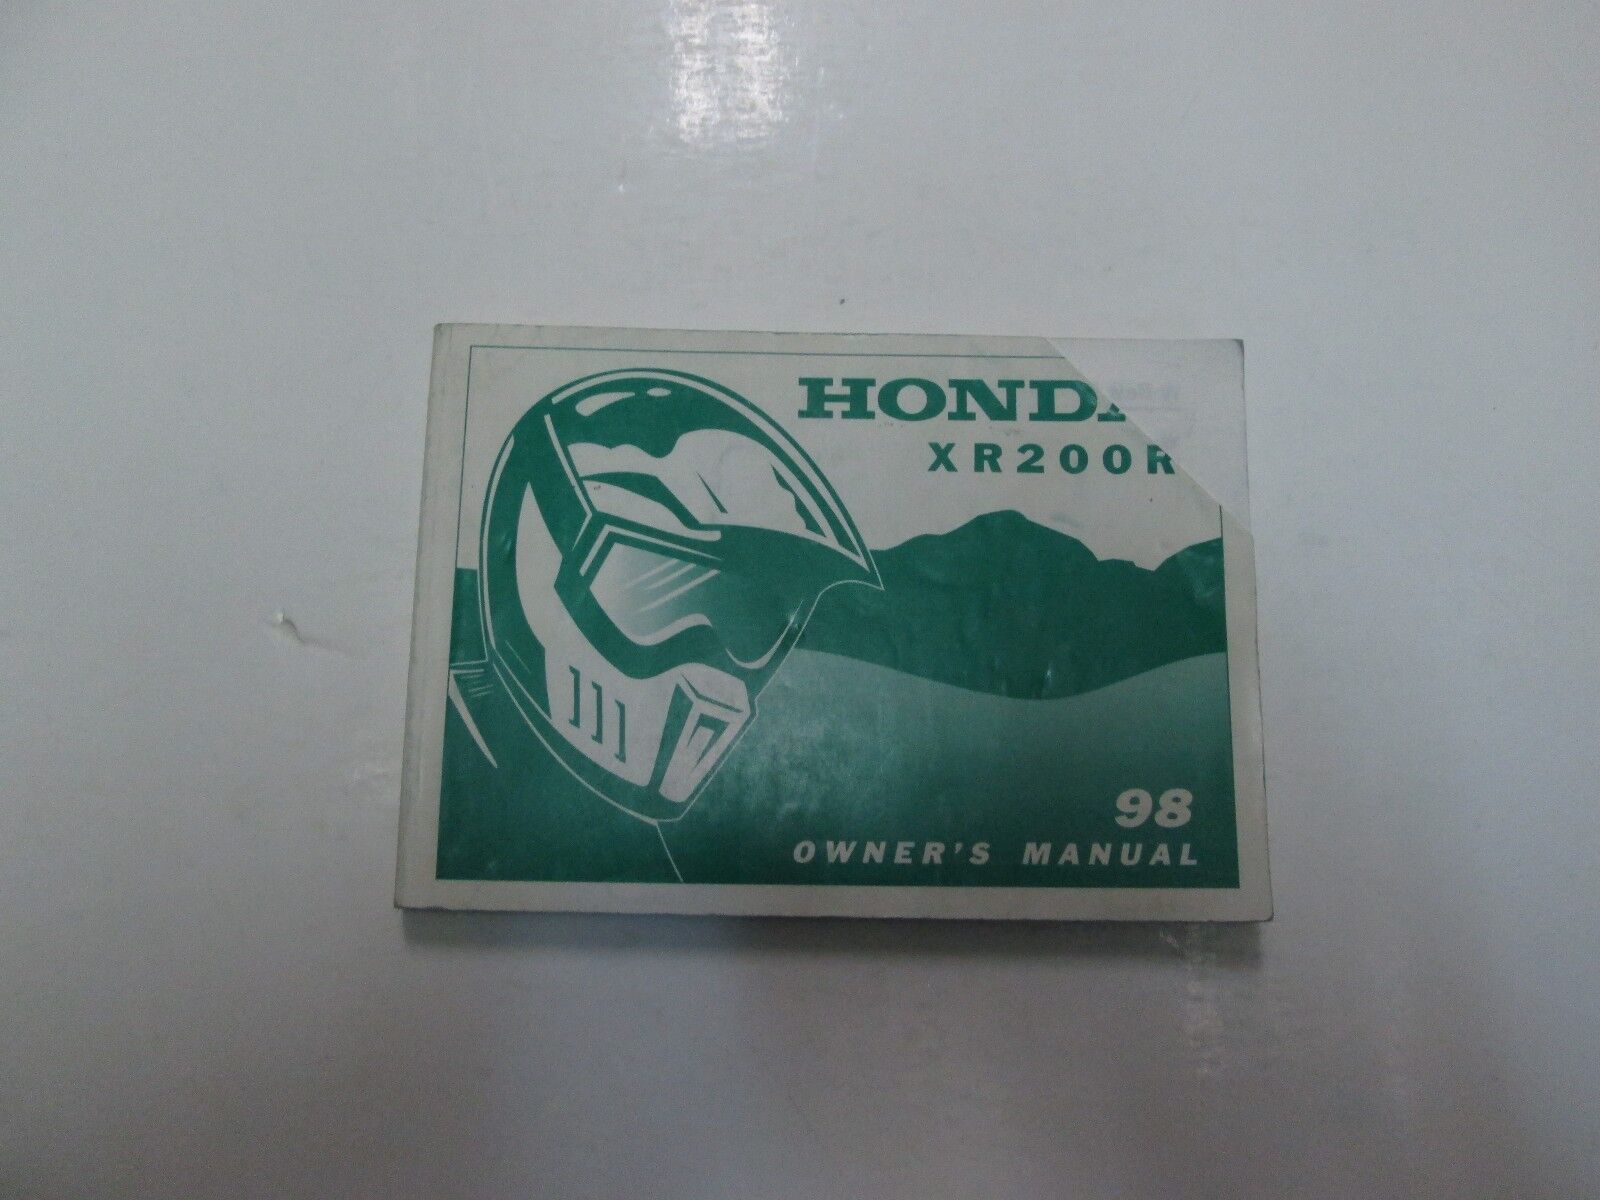 HONDA
XR200R
98
OWNER'S MANUAL